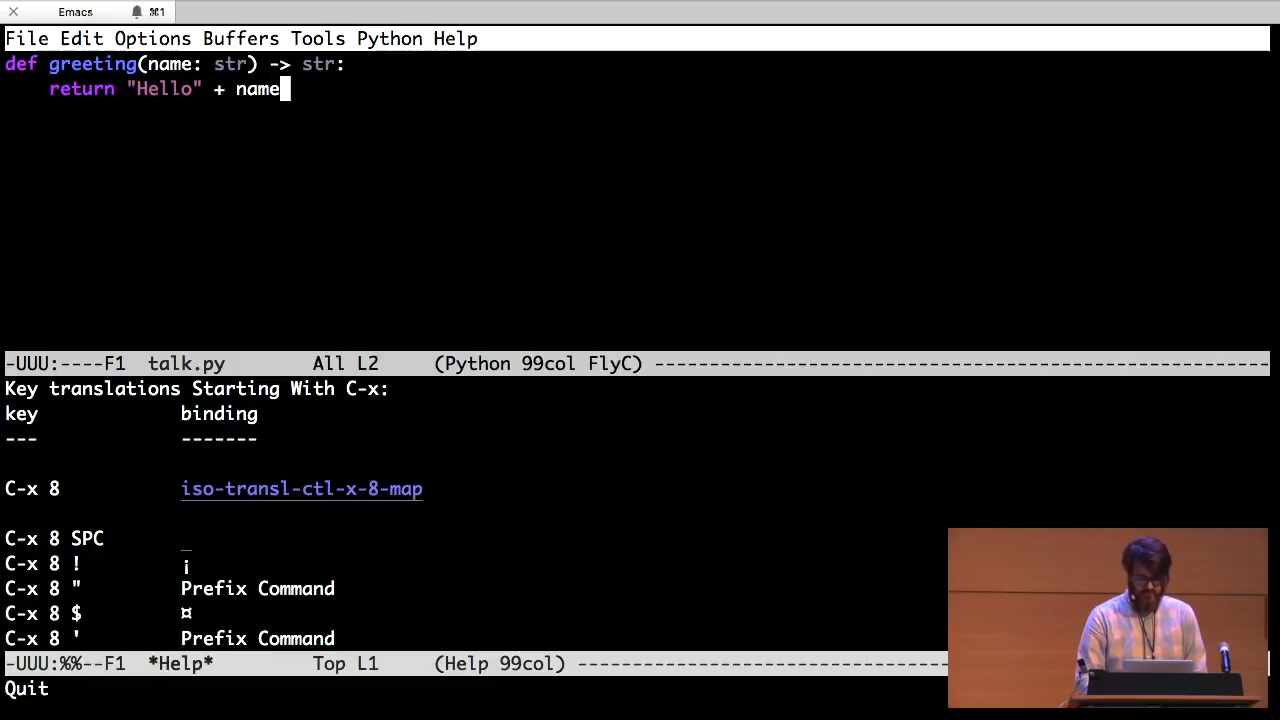 Emacs ⌘1
File Edit Options Buffers Tools Python Help
def greeting(name: str) -> str:
    return "Hello" + name
-UUU:----F1  talk.py        All L2     (Python 99col FlyC) --------------------------------------------------------
Key translations Starting With C-x:
key             binding
---             -------
C-x 8           iso-transl-ctl-x-8-map
C-x 8 SPC       _
C-x 8 !         ¡
C-x 8 "         Prefix Command
C-x 8 $         ¤
C-x 8 '         Prefix Command
-UUU:%%--F1  *Help*         Top L1     (Help 99col) ----------------------------------
Quit